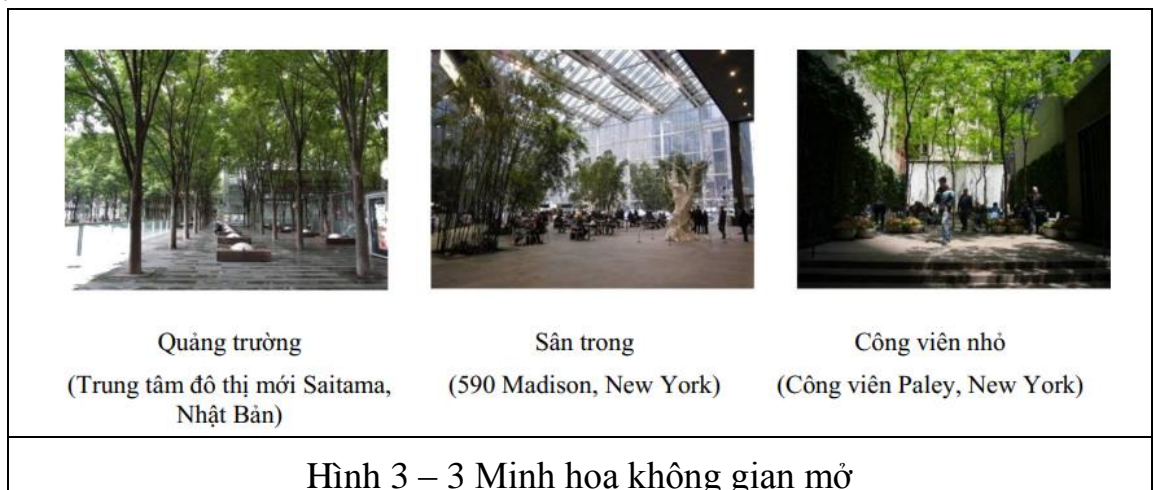 Quảng trường
(Trung tâm đô thị mới Saitama,
Nhật Bản)
Sân trong
(590 Madison, New York)
Công viên nhỏ
(Công viên Paley, New York)
Hình 3 – 3 Minh hoạ không gian mở